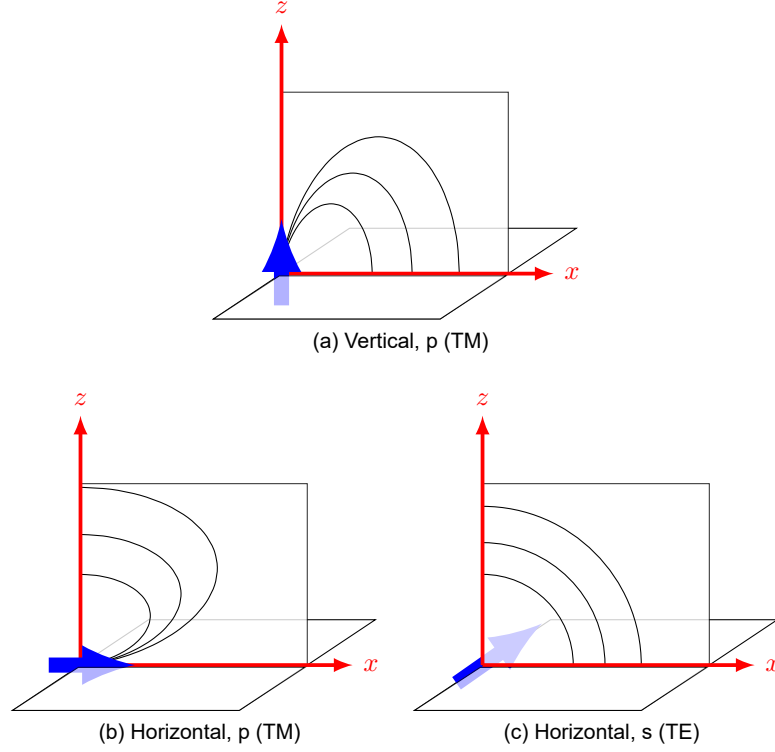 z
x
(a) Vertical, p (TM)
z
x
(b) Horizontal, p (TM)
z
x
(c) Horizontal, s (TE)